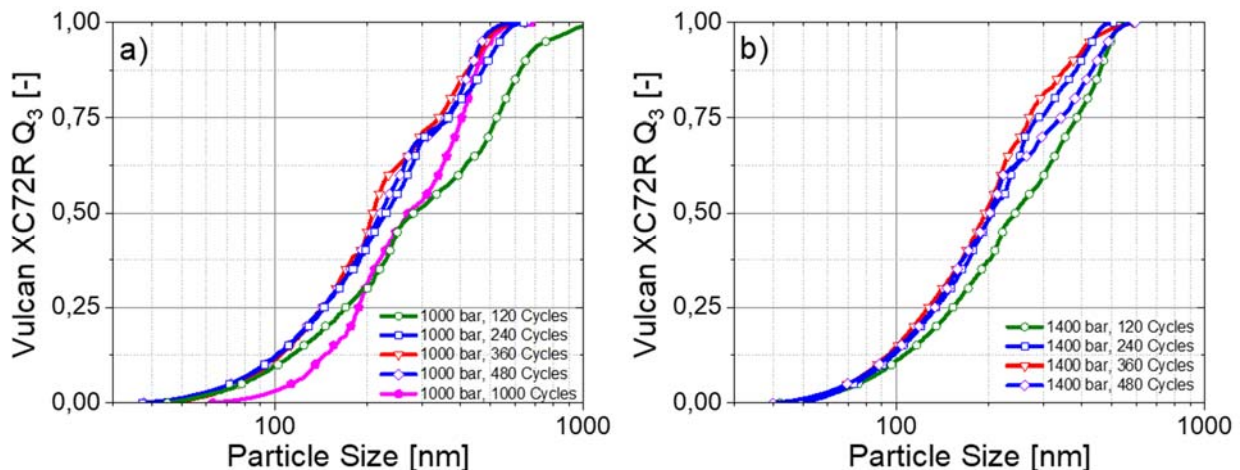 a)
Vulcan XC72R Q₃ [-]
1,00
0,75
0,50
0,25
0,00
1000 bar, 120 Cycles
1000 bar, 240 Cycles
1000 bar, 360 Cycles
1000 bar, 480 Cycles
1000 bar, 1000 Cycles
100
1000
Particle Size [nm]
b)
Vulcan XC72R Q₃ [-]
1,00
0,75
0,50
0,25
0,00
1400 bar, 120 Cycles
1400 bar, 240 Cycles
1400 bar, 360 Cycles
1400 bar, 480 Cycles
100
1000
Particle Size [nm]